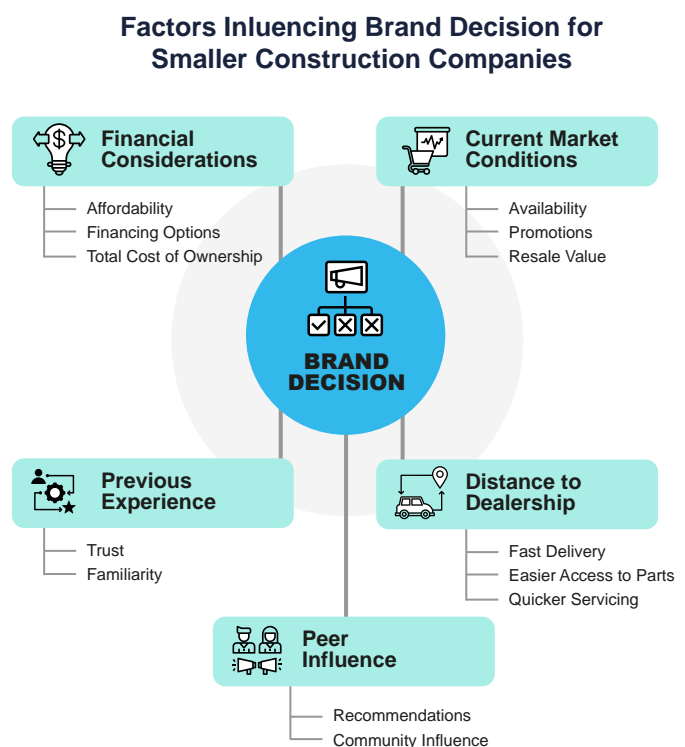 Factors Inluencing Brand Decision for
Smaller Construction Companies
Financial
Considerations
Affordability
Financing Options
Total Cost of Ownership
Current Market
Conditions
Availability
Promotions
Resale Value
$
BRAND
DECISION
Previous
Experience
Trust
Familiarity
Distance to
Dealership
Fast Delivery
Easier Access to Parts
Quicker Servicing
Peer
Influence
Recommendations
Community Influence